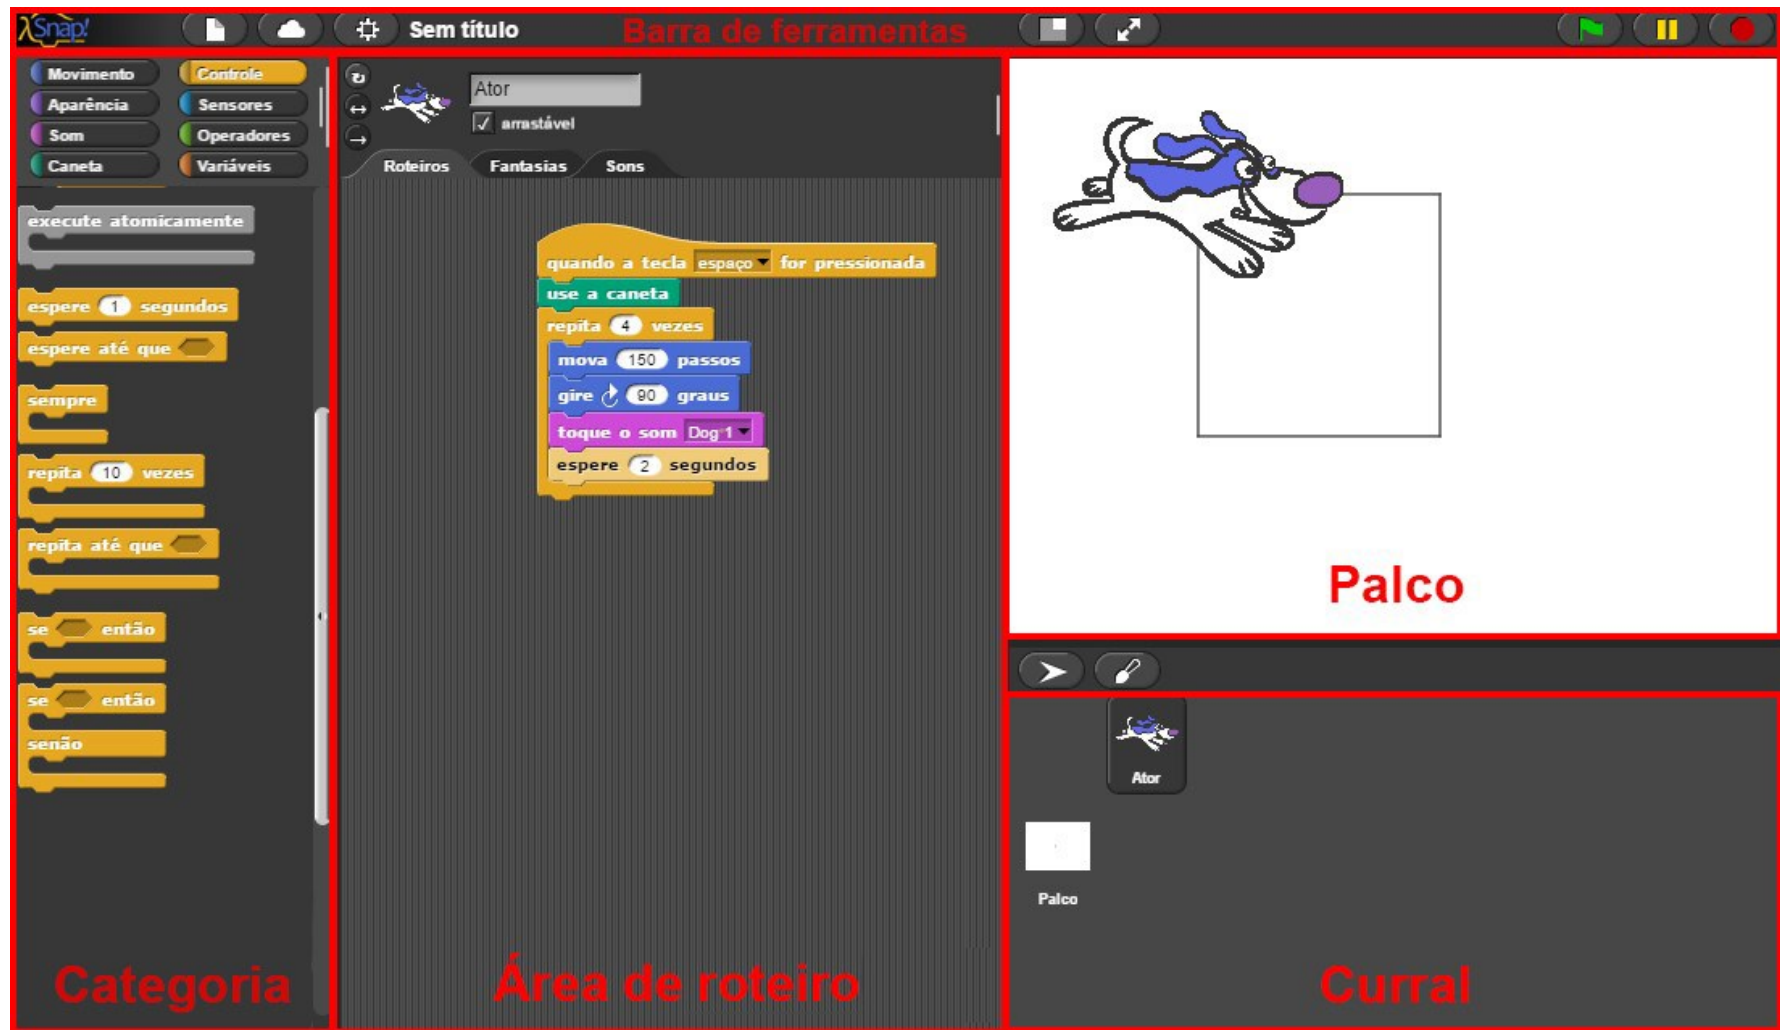 λSnap!
Sem título
Barra de ferramentas
Movimento
Controle
Aparência
Sensores
Som
Operadores
Caneta
Variáveis
execute atomicamente
espere 1 segundos
espere até que
sempre
repita 10 vezes
repita até que
se então
se então
senão
Categoria
Ator
arrastável
Roteiros Fantasias Sons
quando a tecla espaço for pressionada
use a caneta
repita 4 vezes
mova 150 passos
gire 90 graus
toque o som Dog 1
espere 2 segundos
Área de roteiro
Palco
Ator
Palco
Curral